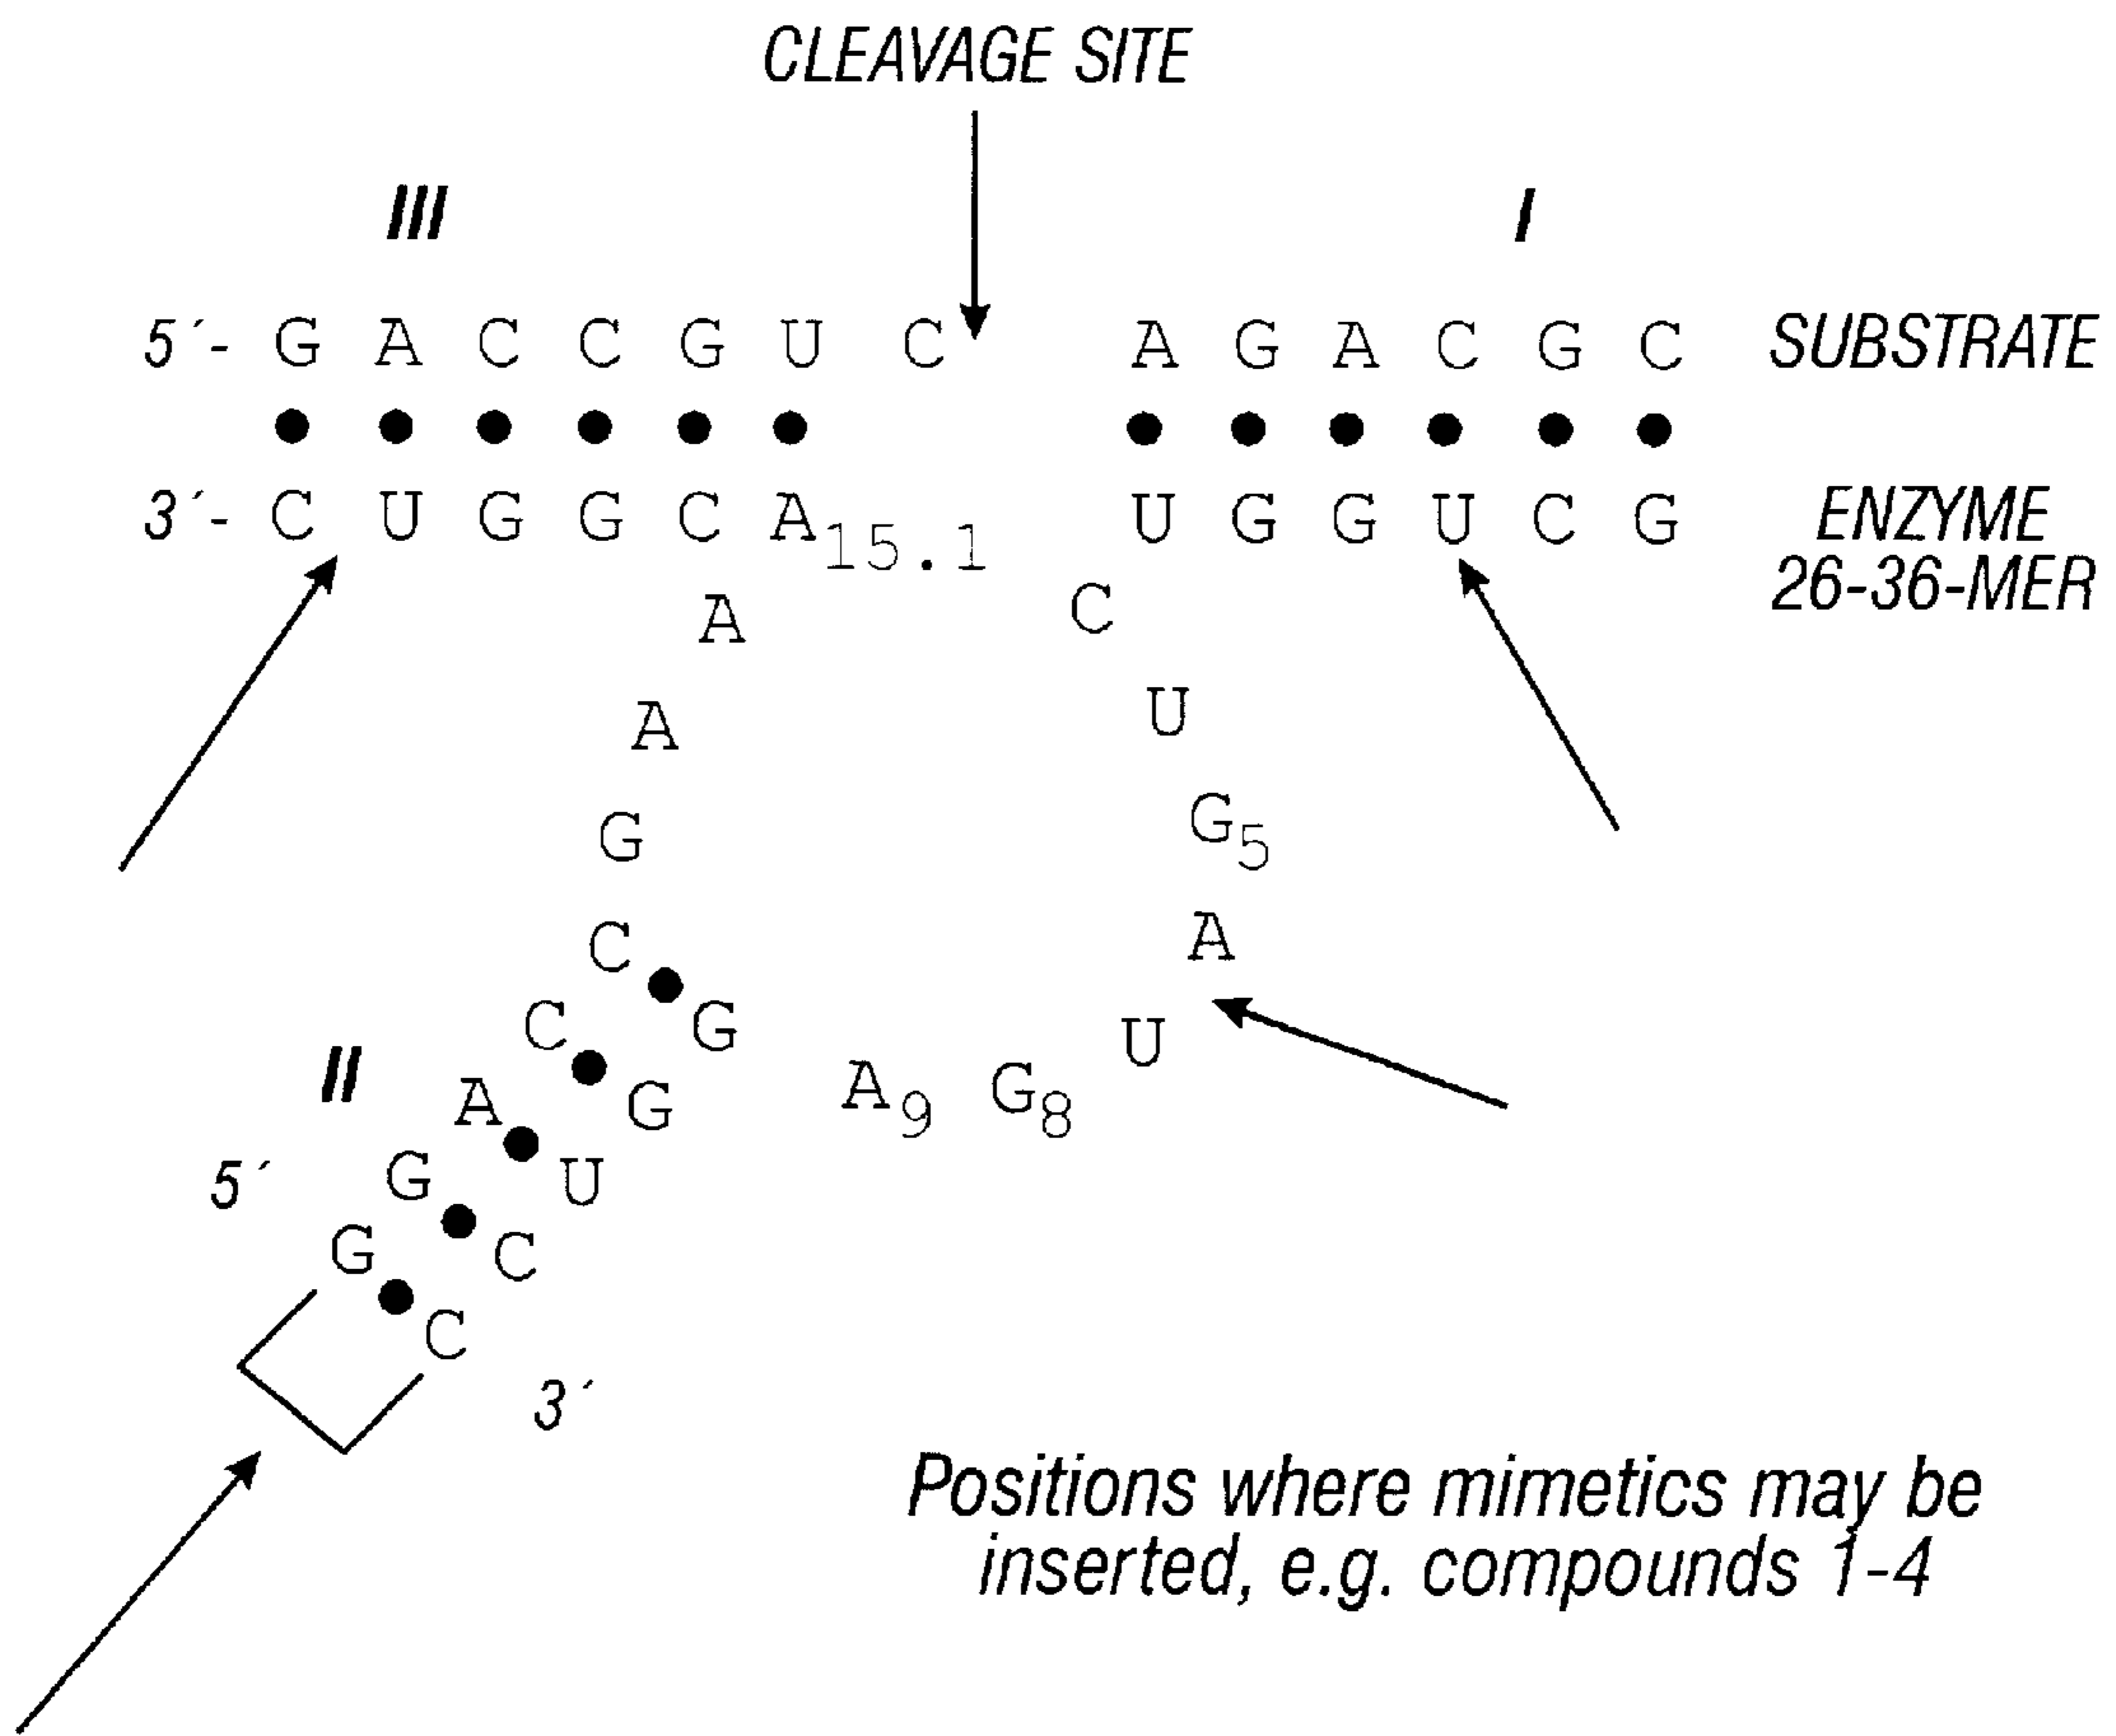 CLEAVAGE SITE
III I
5´- G A C C G U C A G A C G C SUBSTRATE
3´- C U G G C A15.1 U G G U C G ENZYME
26-36-MER
A C
A U
G G5
C A
C G U
II A G A9 G8
5´ G U
G C
C
3´
Positions where mimetics may be
inserted, e.g. compounds 1-4